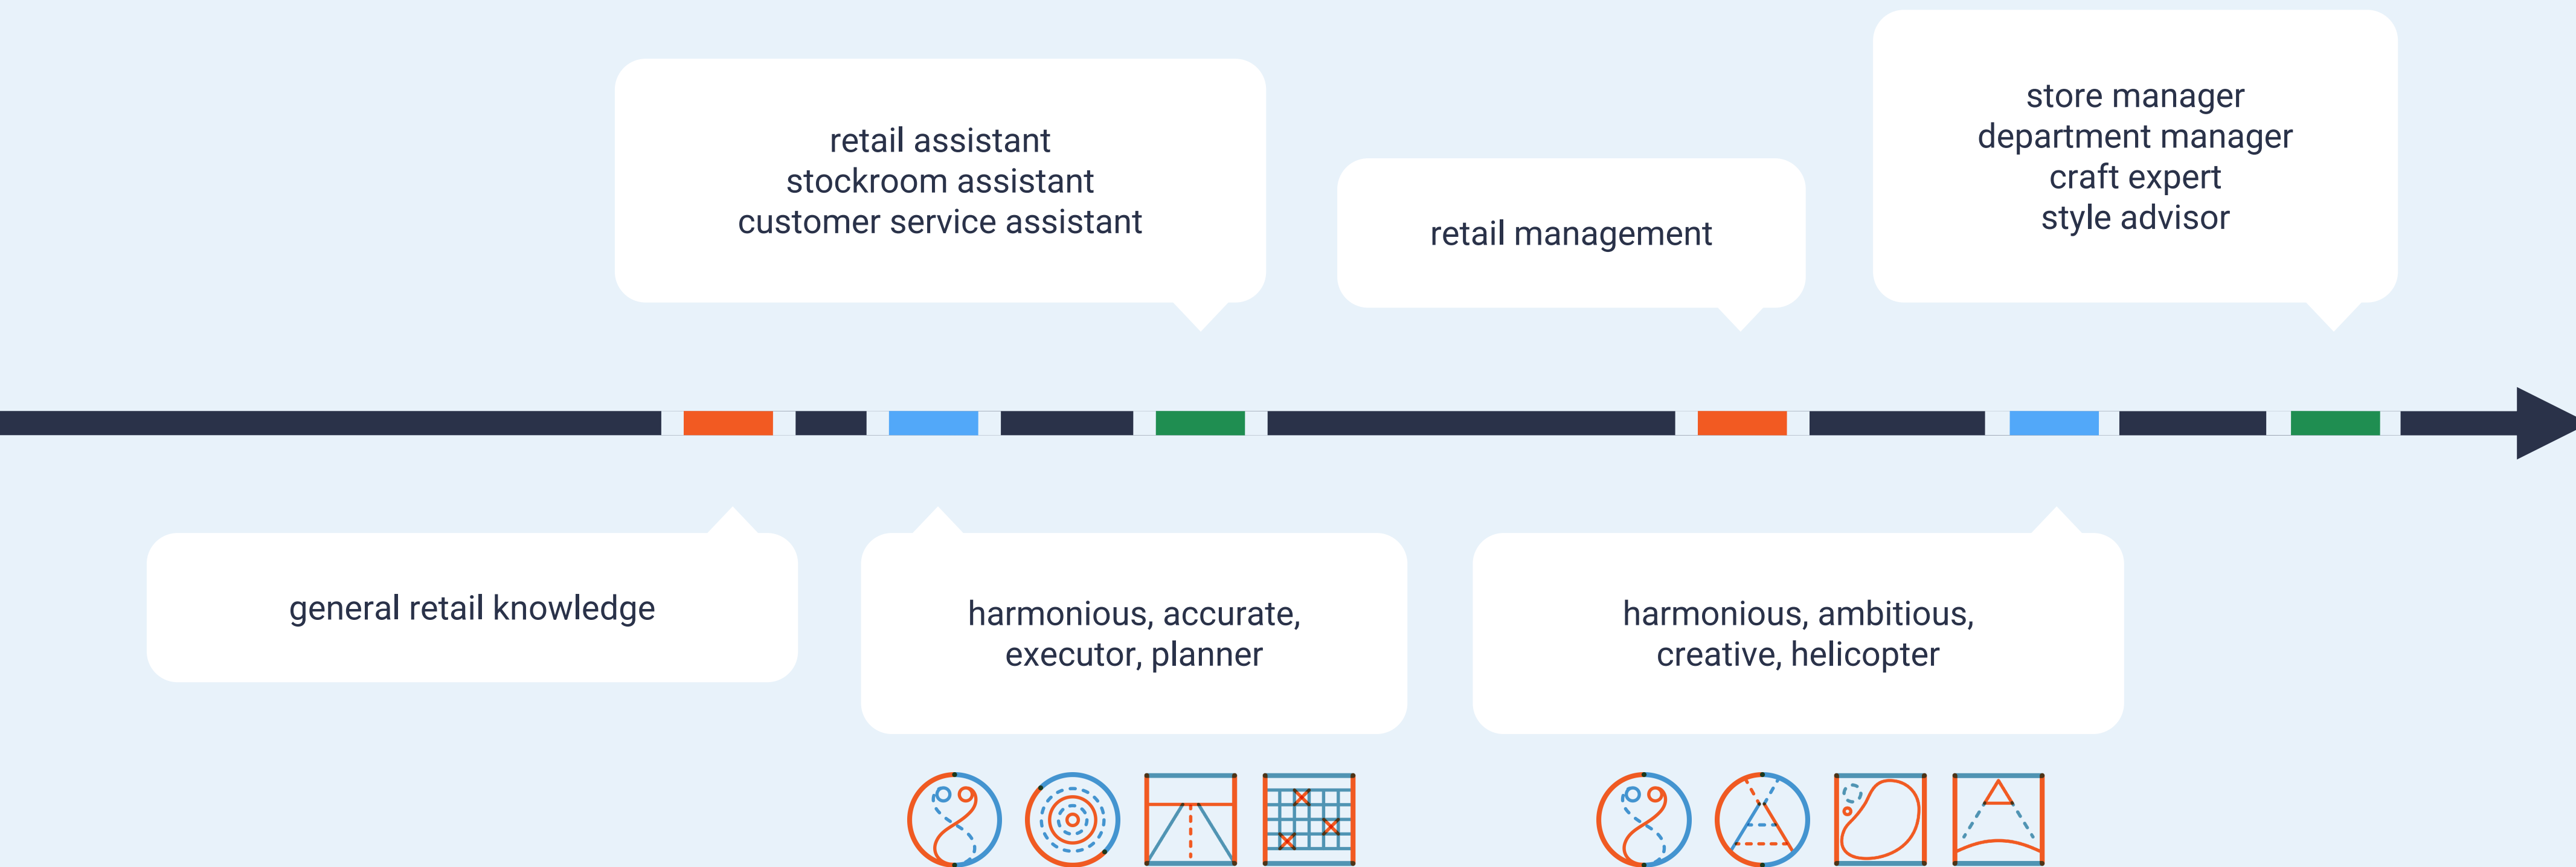 retail assistant
stockroom assistant
customer service assistant
retail management
store manager
department manager
craft expert
style advisor
general retail knowledge
harmonious, accurate,
executor, planner
harmonious, ambitious,
creative, helicopter